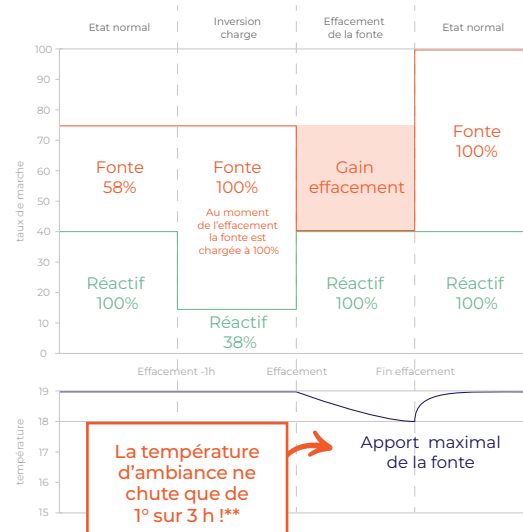 Etat normal
Inversion
charge
Effacement
de la fonte
Etat normal
taux de marche
100
90
80
70
60
50
40
30
20
10
0
Fonte
58%
Fonte
100%
Au moment
de l’effacement
la fonte est
chargée à 100%
Gain
effacement
Fonte
100%
Réactif
100%
Réactif
38%
Réactif
100%
Réactif
100%
Effacement -1h
Effacement
Fin effacement
température
19
18
17
16
15
La température
d’ambiance ne
chute que de
1° sur 3 h !**
Apport maximal
de la fonte